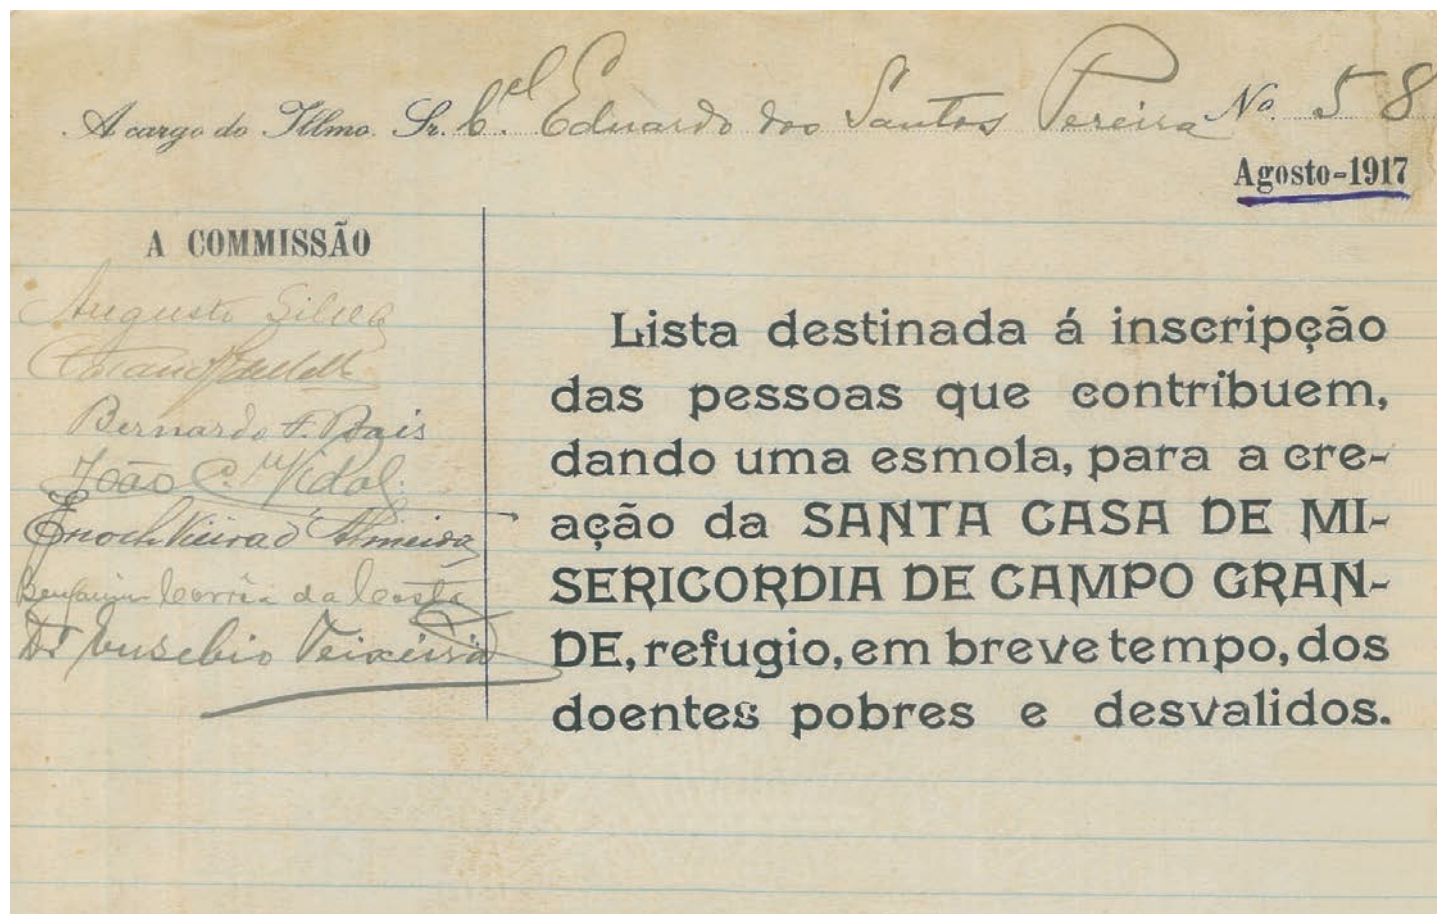 A cargo do Illmo. Sr. Cel. Eduardo dos Santos Pereira No. 58
Agosto-1917
A COMMISSÃO
Augusto Silva
Bernardo F. Bais
João C. Vidal
Enoch Vieira d'Almeida
Benjamin Corrêa da Costa
Dr Eusebio Teixeira
Lista destinada á inscripção
das pessoas que contribuem,
dando uma esmola, para a cre-
ação da SANTA CASA DE MI-
SERICORDIA DE CAMPO GRAN-
DE, refugio, em breve tempo, dos
doentes pobres e desvalidos.